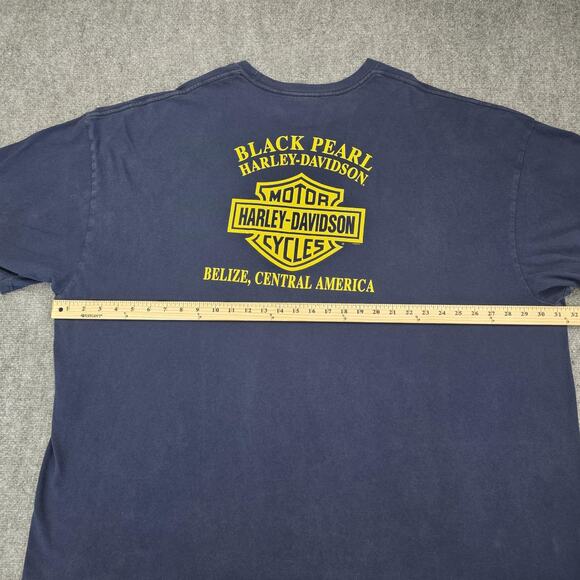 BLACK PEARL
HARLEY-DAVIDSON
MOTOR
HARLEY-DAVIDSON
CYCLES
BELIZE, CENTRAL AMERICA
1 2 3 4 5 6 7 8 9 10 11 12 13 14 15 16 17 18 19 20 21 22 23 24 25 26 27 28 29 30 31 32